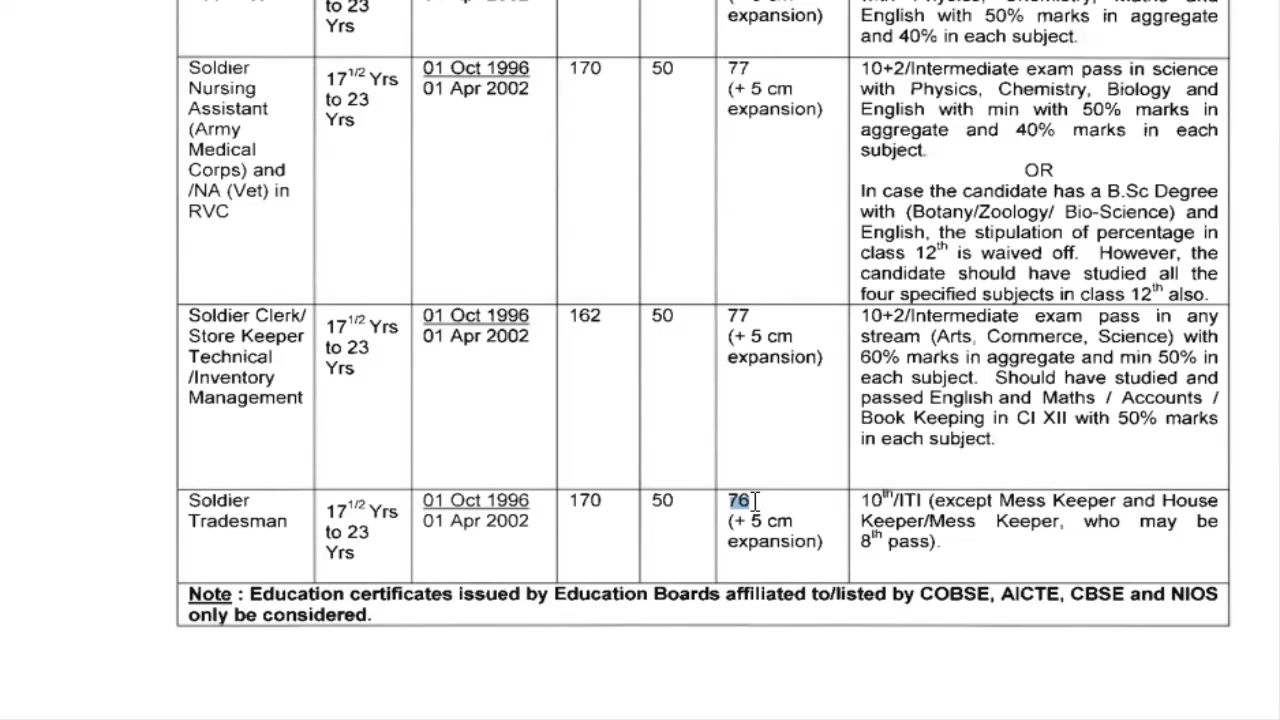 to 23
Yrs
(+ 5 cm
expansion)
with Physics, Chemistry, Maths and
English with 50% marks in aggregate
and 40% in each subject.
Soldier
Nursing
Assistant
(Army
Medical
Corps) and
/NA (Vet) in
RVC
17 1/2 Yrs
to 23
Yrs
01 Oct 1996
01 Apr 2002
170
50
77
(+ 5 cm
expansion)
10+2/Intermediate exam pass in science
with Physics, Chemistry, Biology and
English with min with 50% marks in
aggregate and 40% marks in each
subject.
OR
In case the candidate has a B.Sc Degree
with (Botany/Zoology/ Bio-Science) and
English, the stipulation of percentage in
class 12th is waived off. However, the
candidate should have studied all the
four specified subjects in class 12th also.
Soldier Clerk/
Store Keeper
Technical
/Inventory
Management
17 1/2 Yrs
to 23
Yrs
01 Oct 1996
01 Apr 2002
162
50
77
(+ 5 cm
expansion)
10+2/Intermediate exam pass in any
stream (Arts, Commerce, Science) with
60% marks in aggregate and min 50% in
each subject. Should have studied and
passed English and Maths / Accounts /
Book Keeping in Cl XII with 50% marks
in each subject.
Soldier
Tradesman
17 1/2 Yrs
to 23
Yrs
01 Oct 1996
01 Apr 2002
170
50
76
(+ 5 cm
expansion)
10th/ITI (except Mess Keeper and House
Keeper/Mess Keeper, who may be
8th pass).
Note : Education certificates issued by Education Boards affiliated to/listed by COBSE, AICTE, CBSE and NIOS
only be considered.